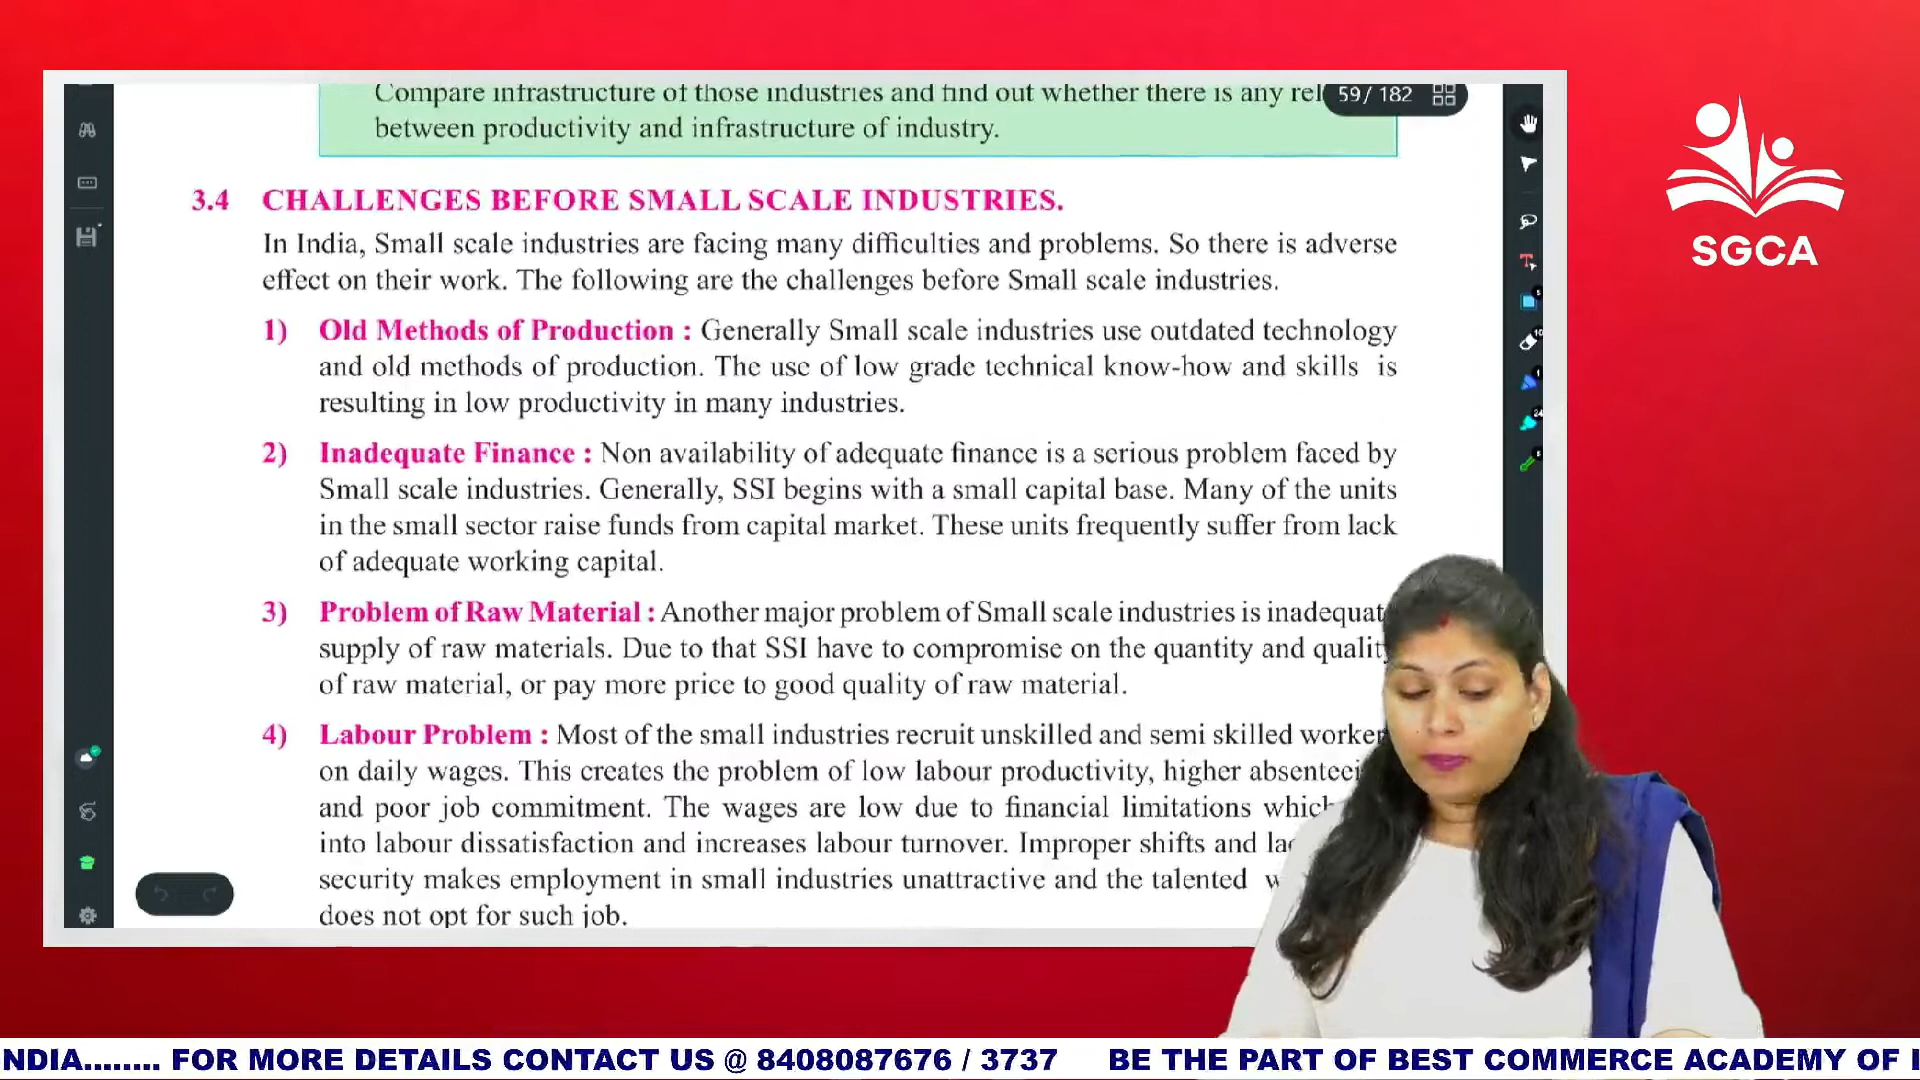 Compare infrastructure of those industries and find out whether there is any
between productivity and infrastructure of industry.
59 / 182
3.4 CHALLENGES BEFORE SMALL SCALE INDUSTRIES.
In India, Small scale industries are facing many difficulties and problems. So there is adverse
effect on their work. The following are the challenges before Small scale industries.
1) Old Methods of Production : Generally Small scale industries use outdated technology
and old methods of production. The use of low grade technical know-how and skills is
resulting in low productivity in many industries.
2) Inadequate Finance : Non availability of adequate finance is a serious problem faced by
Small scale industries. Generally, SSI begins with a small capital base. Many of the units
in the small sector raise funds from capital market. These units frequently suffer from lack
of adequate working capital.
3) Problem of Raw Material : Another major problem of Small scale industries is
supply of raw materials. Due to that SSI have to compromise on the quantity and
of raw material, or pay more price to good quality of raw material.
4) Labour Problem : Most of the small industries recruit unskilled and semi skilled
on daily wages. This creates the problem of low labour productivity, higher
and poor job commitment. The wages are low due to financial limitations
into labour dissatisfaction and increases labour turnover. Improper shifts and
security makes employment in small industries unattractive and the talented
does not opt for such job.
SGCA
NDIA........ FOR MORE DETAILS CONTACT US @ 8408087676 / 3737 BE THE PART OF BEST COMMERCE ACADEMY OF